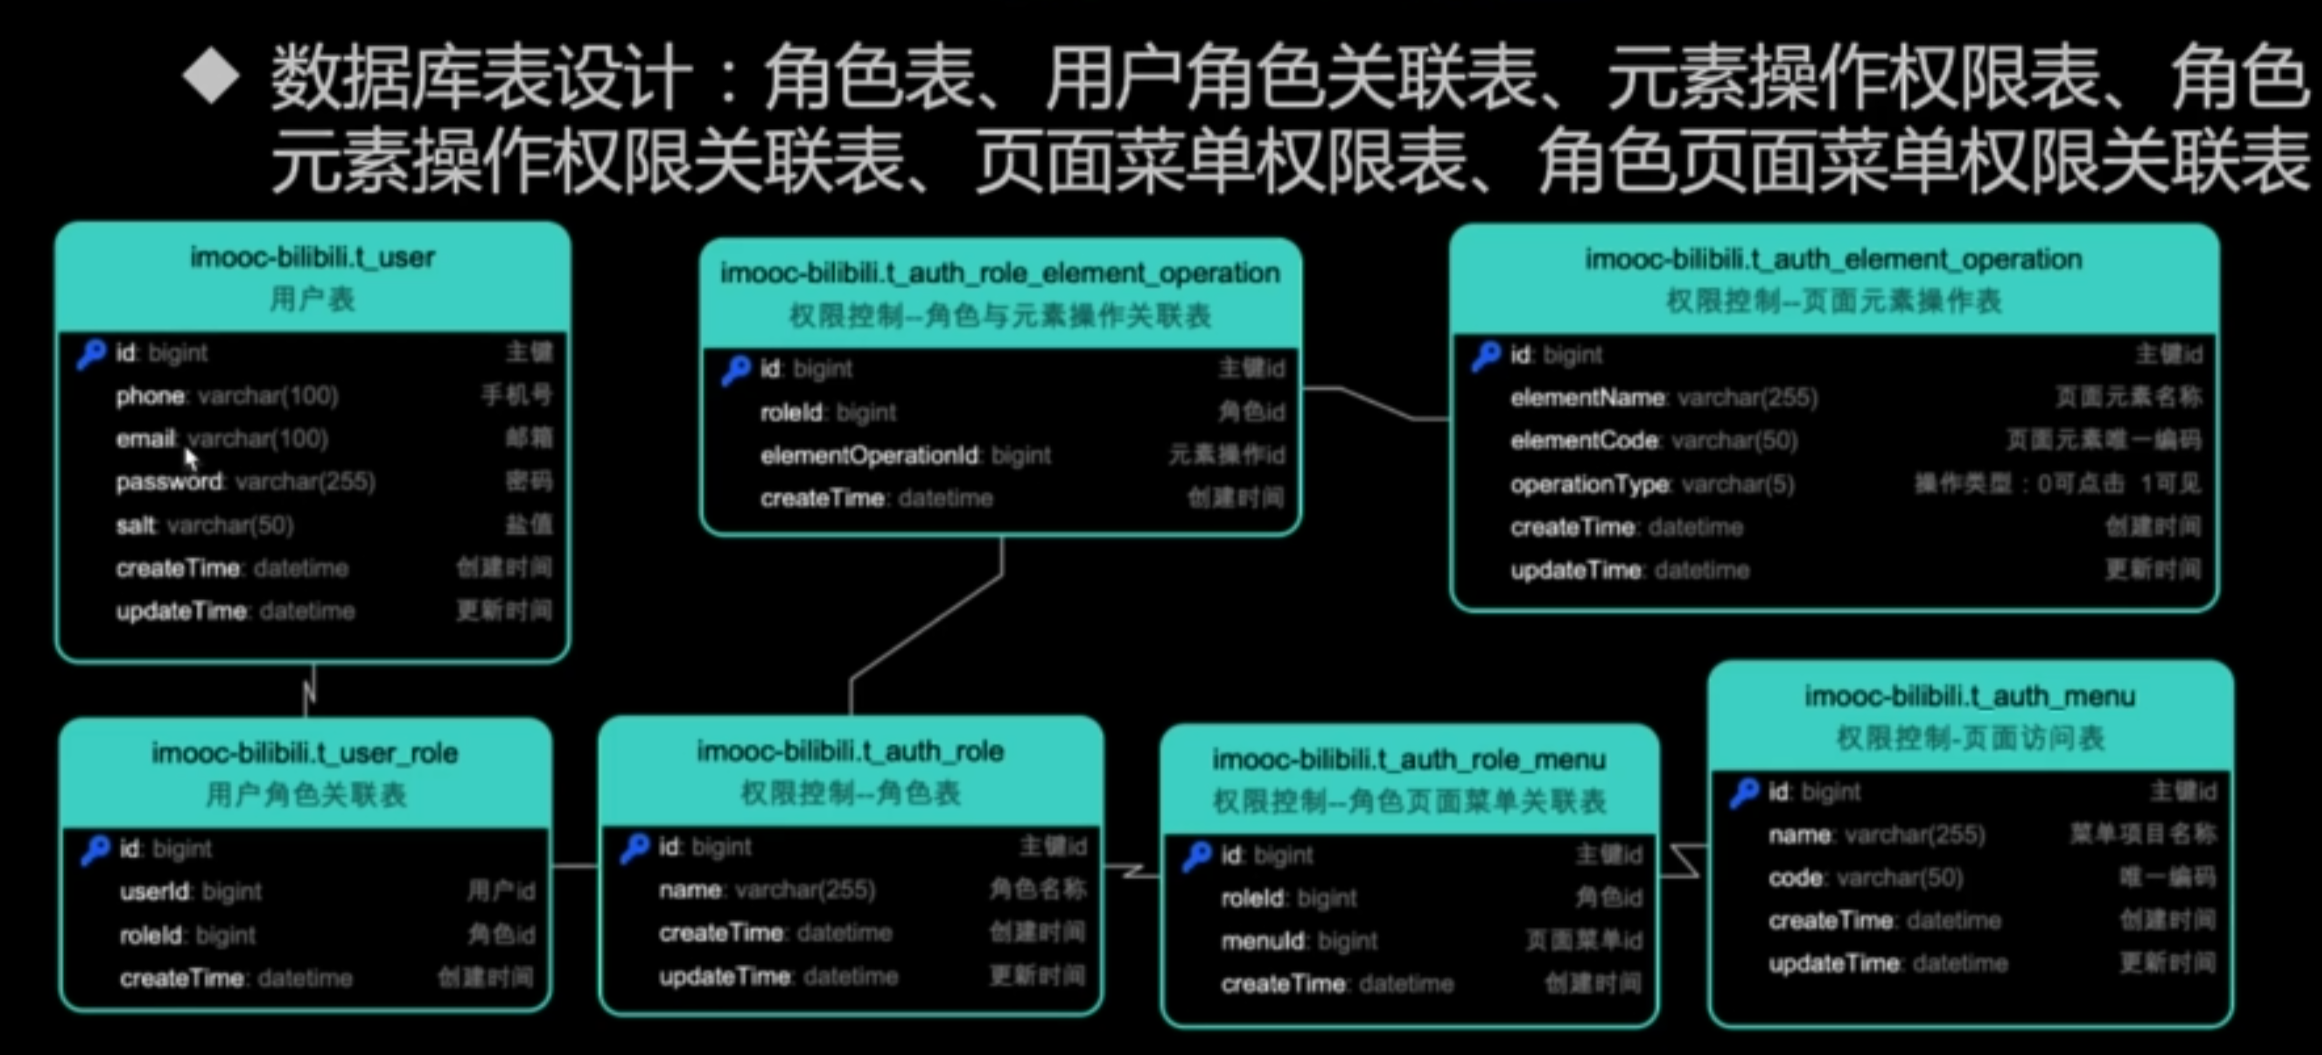 数据库表设计：角色表、用户角色关联表、元素操作权限表、角色
元素操作权限关联表、页面菜单权限表、角色页面菜单权限关联表
imooc-bilibili.t_user
用户表
id: bigint 主键
phone: varchar(100) 手机号
email: varchar(100) 邮箱
password: varchar(255) 密码
salt: varchar(50) 盐值
createTime: datetime 创建时间
updateTime: datetime 更新时间
imooc-bilibili.t_auth_role_element_operation
权限控制--角色与元素操作关联表
id: bigint 主键id
roleId: bigint 角色id
elementOperationId: bigint 元素操作id
createTime: datetime 创建时间
imooc-bilibili.t_auth_element_operation
权限控制--页面元素操作表
id: bigint 主键id
elementName: varchar(255) 页面元素名称
elementCode: varchar(50) 页面元素唯一编码
operationType: varchar(5) 操作类型：0可点击 1可见
createTime: datetime 创建时间
updateTime: datetime 更新时间
imooc-bilibili.t_user_role
用户角色关联表
id: bigint
userId: bigint 用户id
roleId: bigint 角色id
createTime: datetime 创建时间
imooc-bilibili.t_auth_role
权限控制--角色表
id: bigint 主键id
name: varchar(255) 角色名称
createTime: datetime 创建时间
updateTime: datetime 更新时间
imooc-bilibili.t_auth_role_menu
权限控制--角色页面菜单关联表
id: bigint 主键id
roleId: bigint 角色id
menuId: bigint 页面菜单id
createTime: datetime 创建时间
imooc-bilibili.t_auth_menu
权限控制-页面访问表
id: bigint 主键id
name: varchar(255) 菜单项目名称
code: varchar(50) 唯一编码
createTime: datetime 创建时间
updateTime: datetime 更新时间